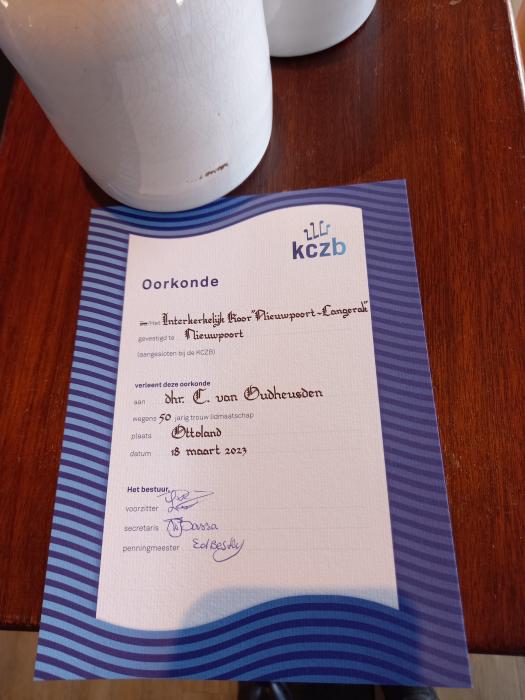 kczb
Oorkonde
De/Het Interkerkelijk Koor "Nieuwpoort-Langerak"
gevestigd te Nieuwpoort
(aangesloten bij de KCZB)
verleent deze oorkonde
aan dhr. C. van Oudheusden
wegens 50 jarig trouw lidmaatschap
plaats Ottoland
datum 18 maart 2023
Het bestuur,
voorzitter
secretaris
penningmeester